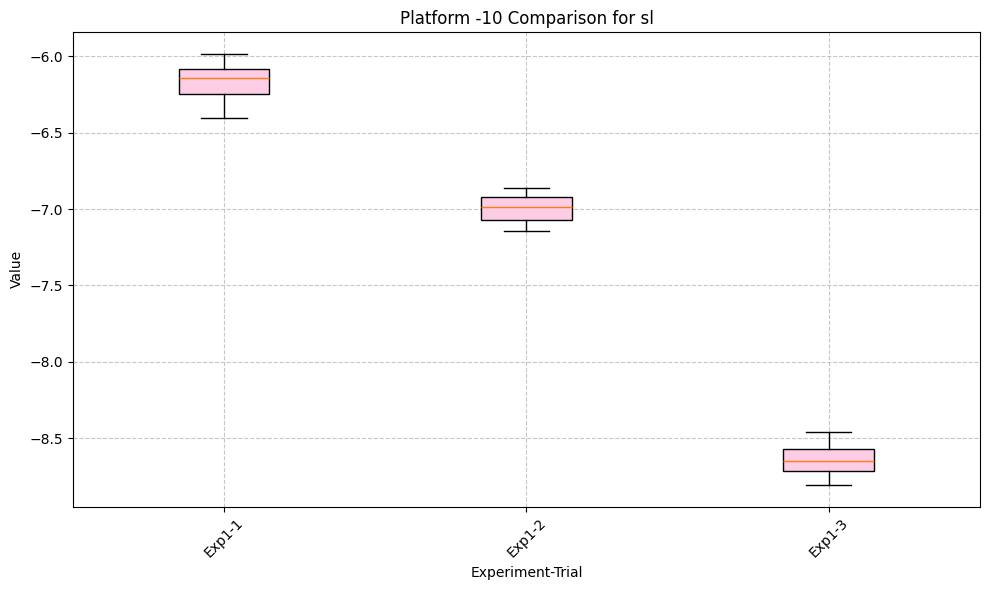 Platform -10 Comparison for sl
Value
−6.0
−6.5
−7.0
−7.5
−8.0
−8.5
Exp1-1
Exp1-2
Exp1-3
Experiment-Trial